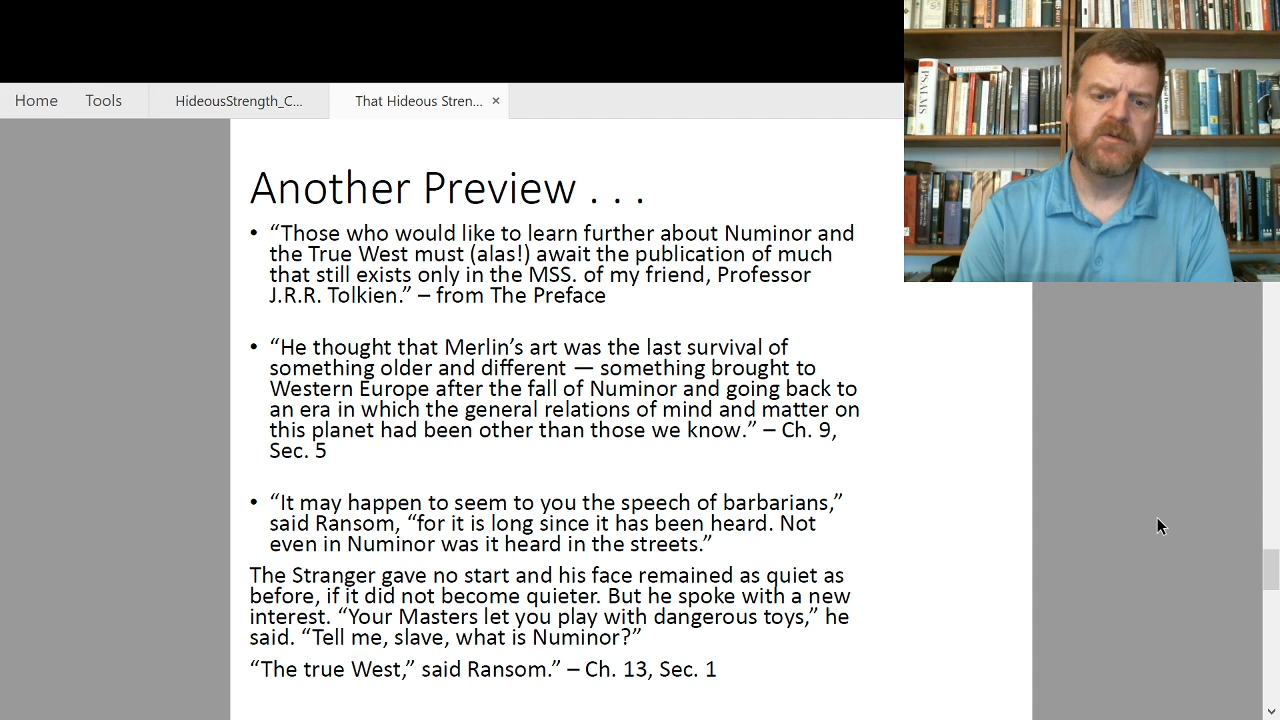 Home Tools HideousStrength_C... That Hideous Stren... ×
PSALMS
Another Preview . . .
• “Those who would like to learn further about Numinor and
the True West must (alas!) await the publication of much
that still exists only in the MSS. of my friend, Professor
J.R.R. Tolkien.” – from The Preface
• “He thought that Merlin’s art was the last survival of
something older and different — something brought to
Western Europe after the fall of Numinor and going back to
an era in which the general relations of mind and matter on
this planet had been other than those we know.” – Ch. 9,
Sec. 5
• “It may happen to seem to you the speech of barbarians,”
said Ransom, “for it is long since it has been heard. Not
even in Numinor was it heard in the streets.”
The Stranger gave no start and his face remained as quiet as
before, if it did not become quieter. But he spoke with a new
interest. “Your Masters let you play with dangerous toys,” he
said. “Tell me, slave, what is Numinor?”
“The true West,” said Ransom.” – Ch. 13, Sec. 1